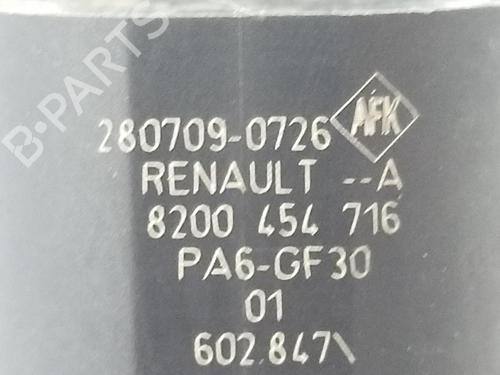 B-PARTS
280709-0726 AFK
RENAULT --A
8200 454 716
PA6-GF30
01
602.847\